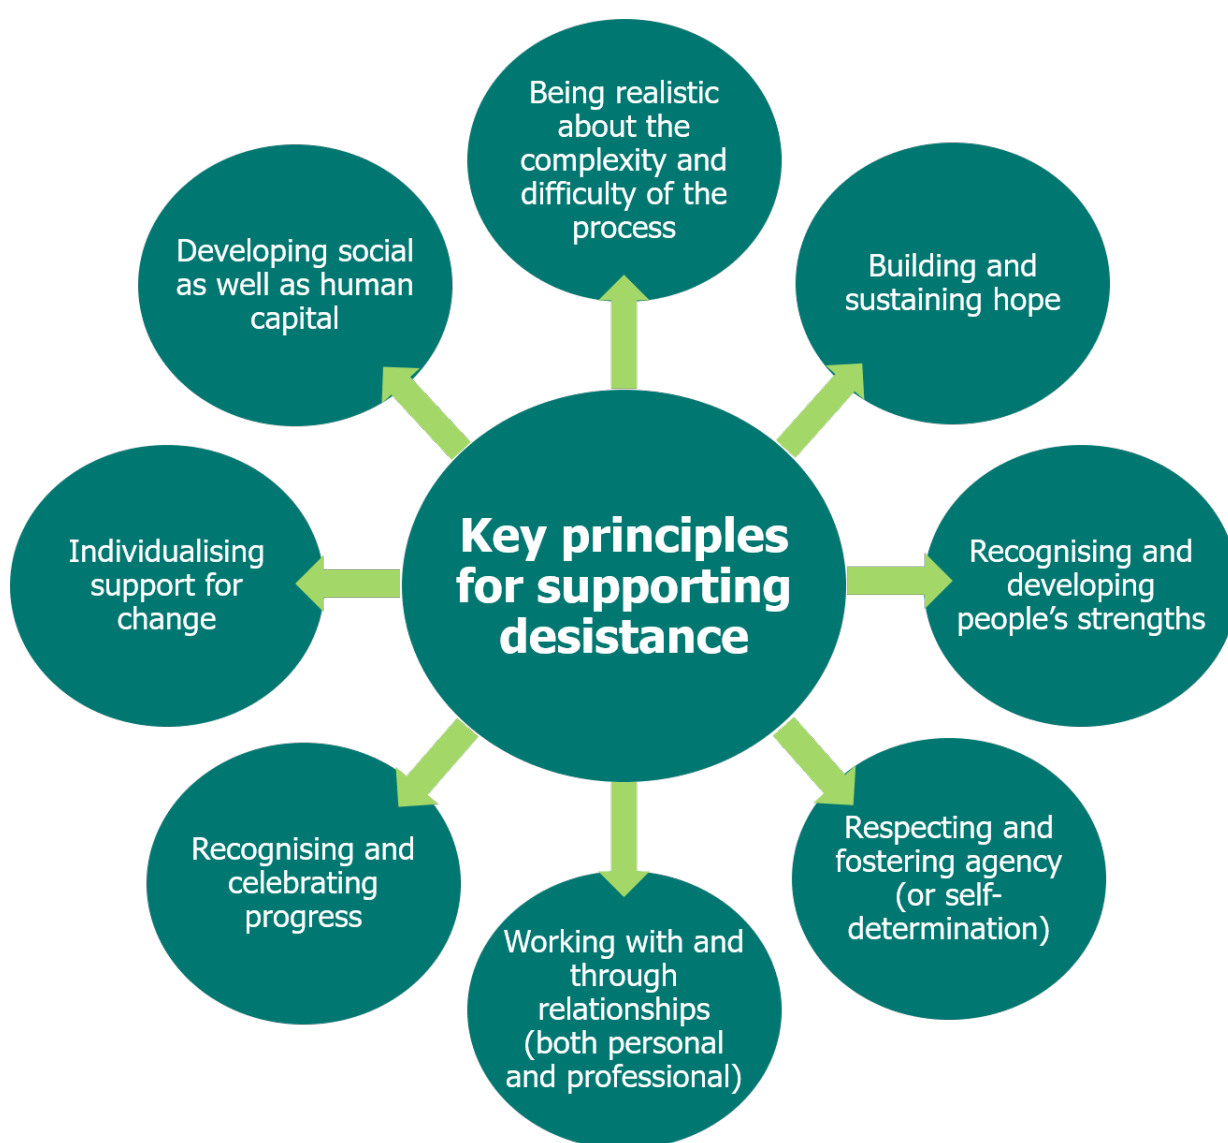 Key principles
for supporting
desistance
Being realistic
about the
complexity and
difficulty of the
process
Building and
sustaining hope
Recognising and
developing
people's strengths
Respecting and
fostering agency
(or self-
determination)
Working with and
through
relationships
(both personal
and professional)
Recognising and
celebrating
progress
Individualising
support for
change
Developing social
as well as human
capital